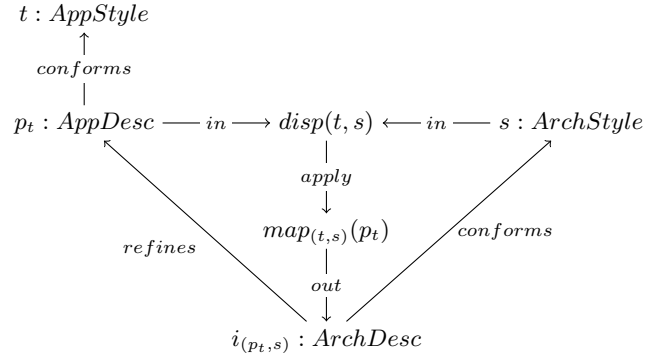 t : AppStyle
conforms
p_t : AppDesc in disp(t, s) in s : ArchStyle
apply
map_{(t,s)}(p_t)
refines conforms
out
i_{(p_t,s)} : ArchDesc